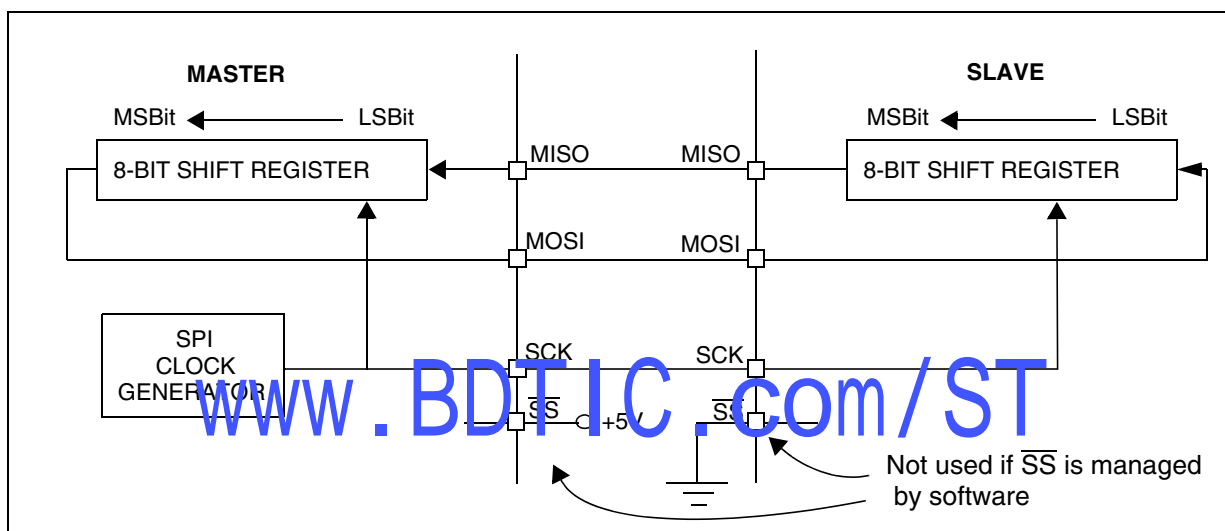 MASTER
SLAVE
MSBit
LSBit
MSBit
LSBit
8-BIT SHIFT REGISTER
MISO
MISO
8-BIT SHIFT REGISTER
MOSI
MOSI
SPI
CLOCK
GENERATOR
SCK
SCK
www.BDTIC.com/ST
SS
+5V
SS
Not used if SS is managed
by software